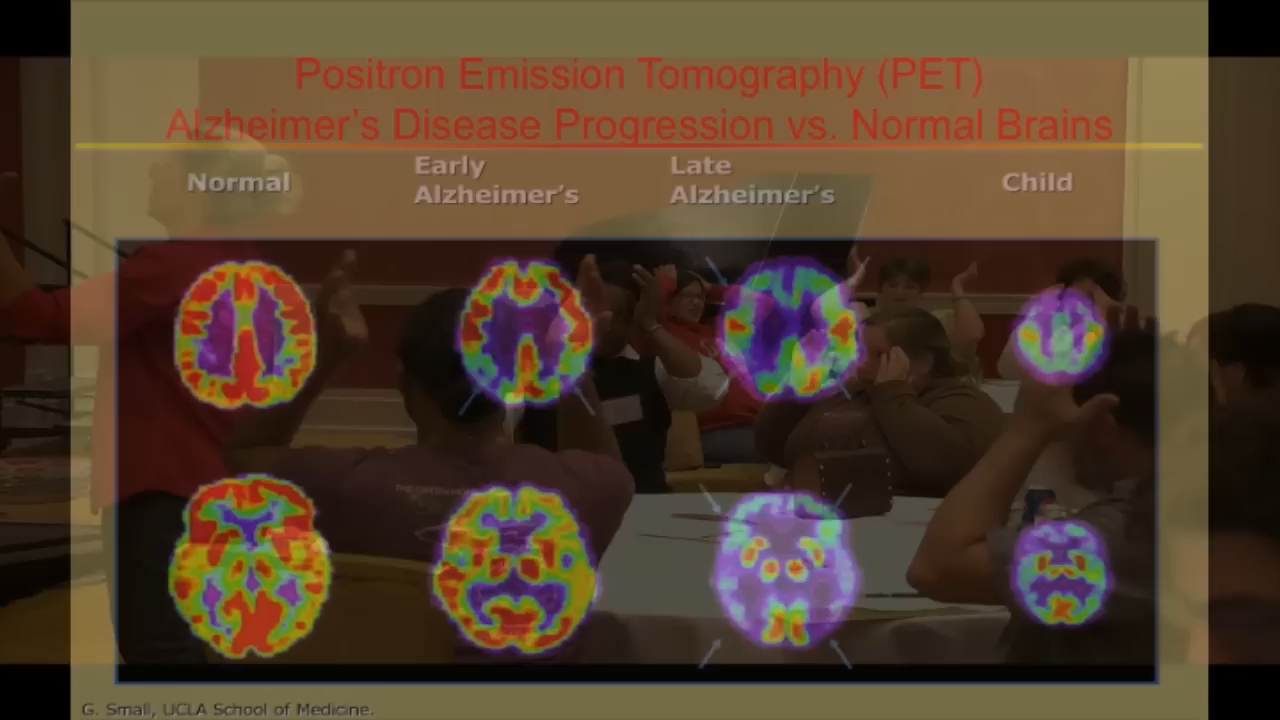 Positron Emission Tomography (PET)
Alzheimer's Disease Progression vs. Normal Brains
Normal
Early
Alzheimer's
Late
Alzheimer's
Child
G. Small, UCLA School of Medicine.